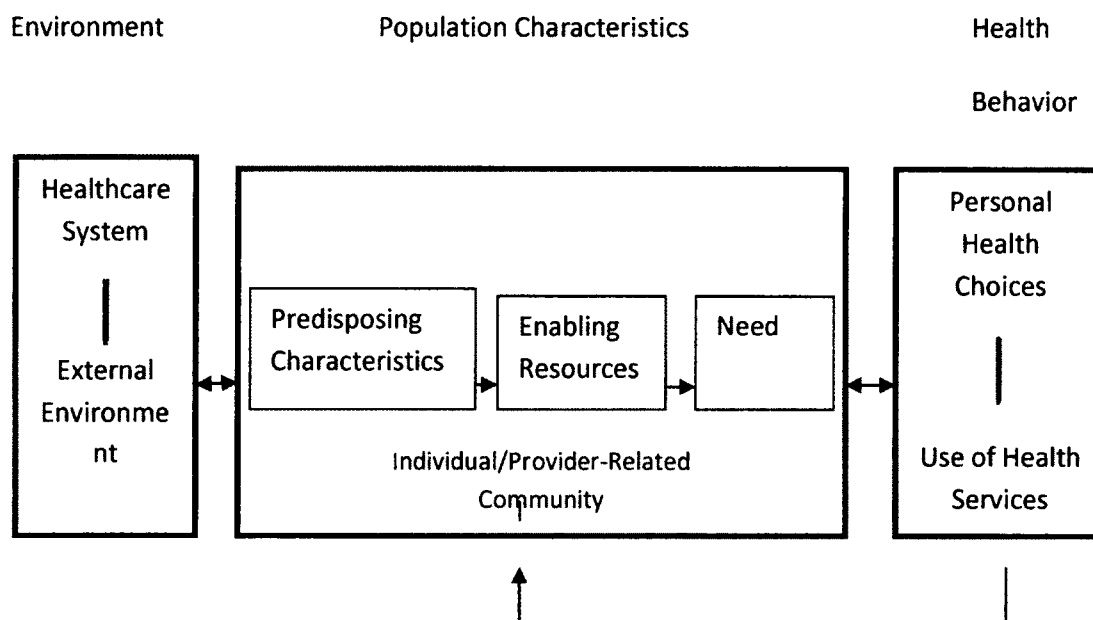 Environment
Population Characteristics
Health
Behavior
Healthcare
System
External
Environme
nt
Predisposing
Characteristics
Enabling
Resources
Need
Individual/Provider-Related
Community
Personal
Health
Choices
Use of Health
Services